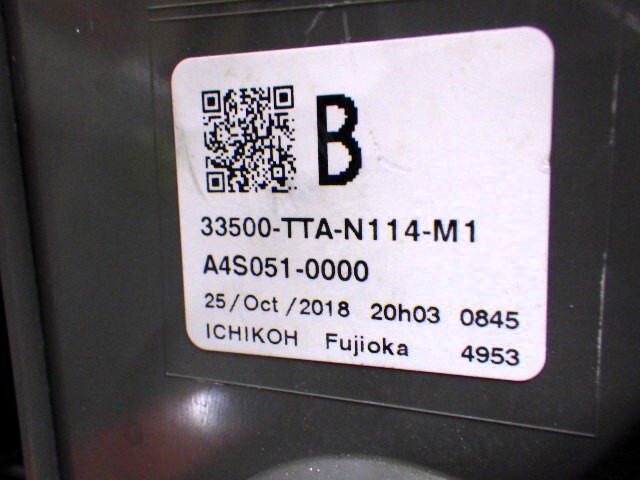 B
33500-TTA-N114-M1
A4S051-0000
25/Oct/2018 20h03 0845
ICHIKOH Fujioka 4953